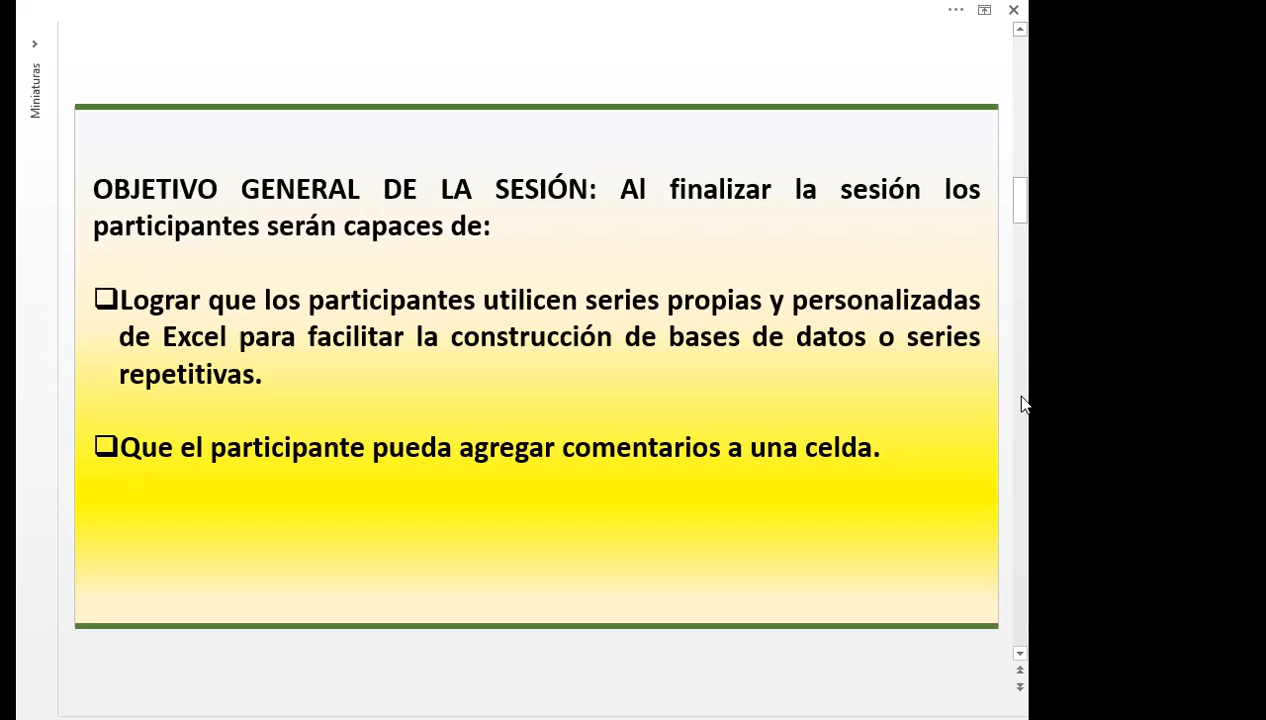 Miniaturas
OBJETIVO GENERAL DE LA SESIÓN: Al finalizar la sesión los
participantes serán capaces de:
❑Lograr que los participantes utilicen series propias y personalizadas
de Excel para facilitar la construcción de bases de datos o series
repetitivas.
❑Que el participante pueda agregar comentarios a una celda.